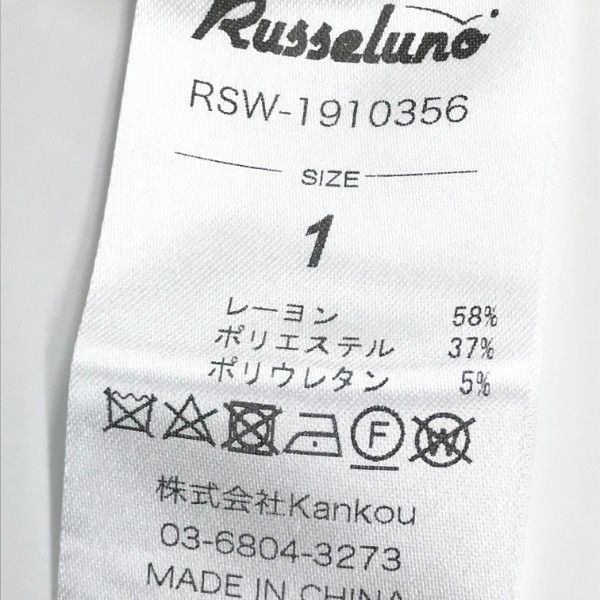 Russeluno
RSW-1910356
SIZE
1
レーヨン 58%
ポリエステル 37%
ポリウレタン 5%
F W
株式会社Kankou
03-6804-3273
MADE IN CHINA